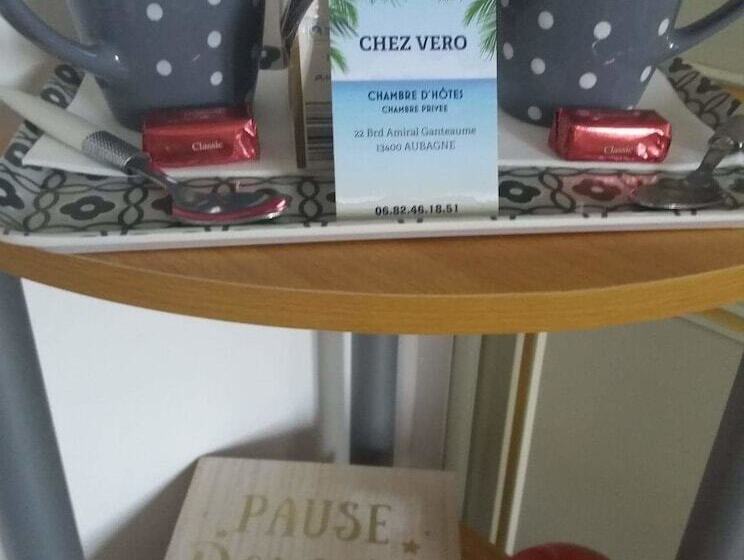 CHEZ VERO
CHAMBRE D'HÔTES
CHAMBRE PRIVEE
22 Brd Amiral Ganteaume
13400 AUBAGNE
06.82.46.18.51
Classic
Classic
PAUSE